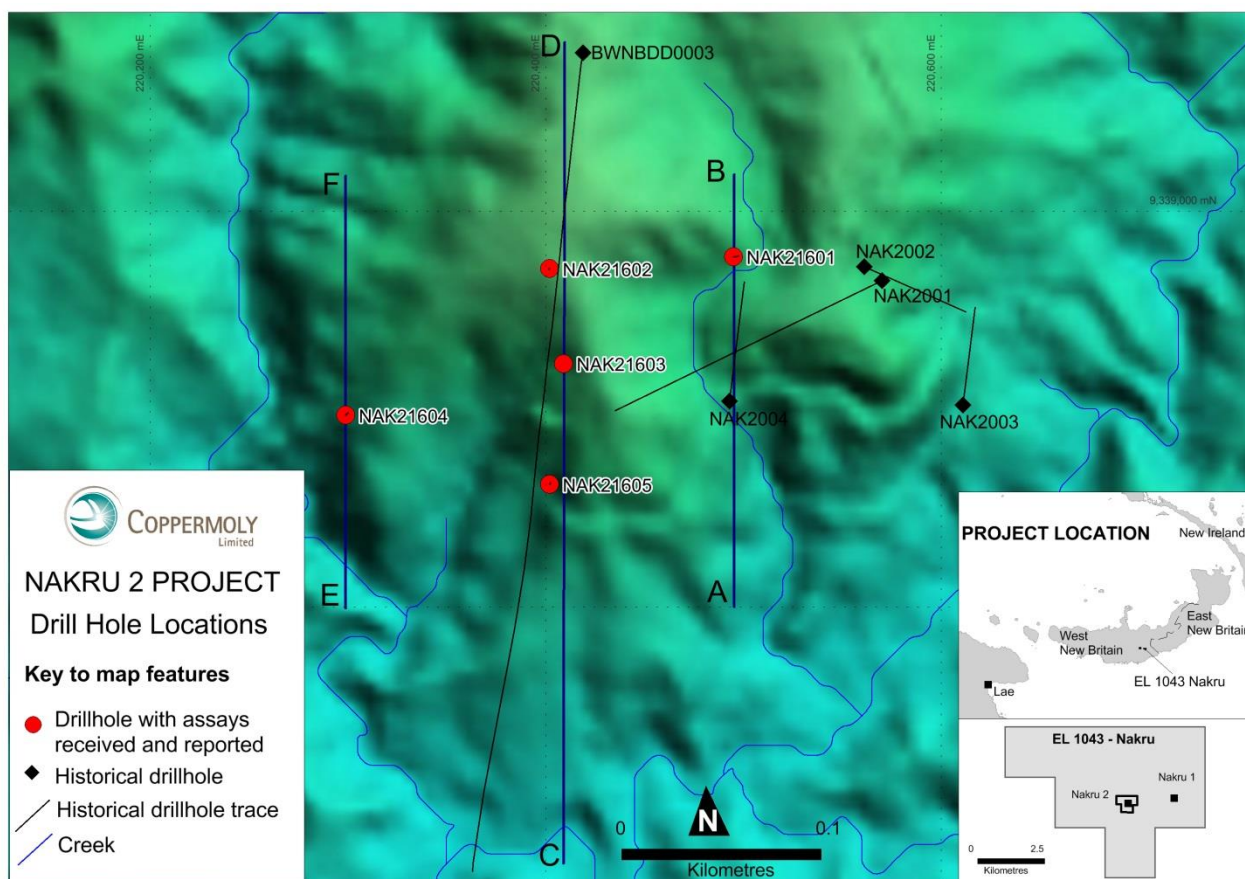 D
BWNBDD0003
220,200 mE
220,400 mE
220,600 mE
F
B
9,339,000 mN
NAK21601
NAK2002
NAK21602
NAK2001
NAK21603
NAK21604
NAK2004
NAK2003
NAK21605
E
A
C
COPPERMOLY
Limited
NAKRU 2 PROJECT
Drill Hole Locations
Key to map features
Drillhole with assays
received and reported
Historical drillhole
Historical drillhole trace
Creek
N
0 0.1
Kilometres
PROJECT LOCATION
New Ireland
East
New Britain
West
New Britain
EL 1043 Nakru
Lae
EL 1043 - Nakru
Nakru 1
Nakru 2
0 2.5
Kilometres